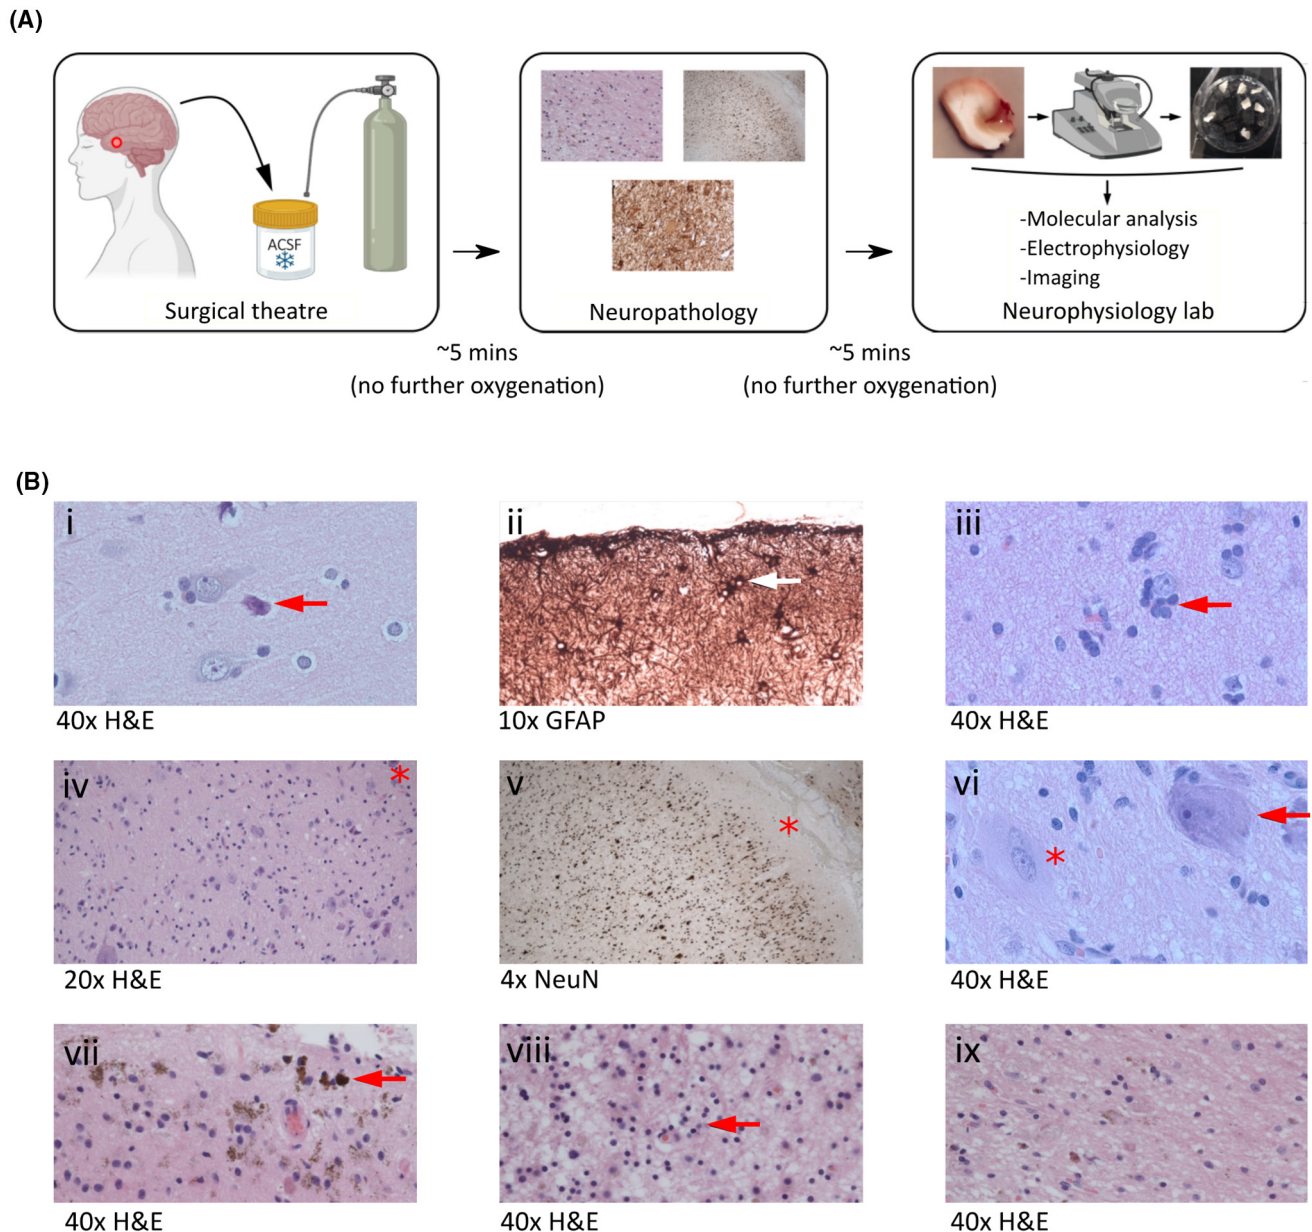 (A)
ACSF
Surgical theatre
Neuropathology
-Molecular analysis
-Electrophysiology
-Imaging
Neurophysiology lab
~5 mins
(no further oxygenation)
~5 mins
(no further oxygenation)
(B)
i
ii
iii
40x H&E
10x GFAP
40x H&E
iv
*
v
*
vi
*
20x H&E
4x NeuN
40x H&E
vii
viii
ix
40x H&E
40x H&E
40x H&E